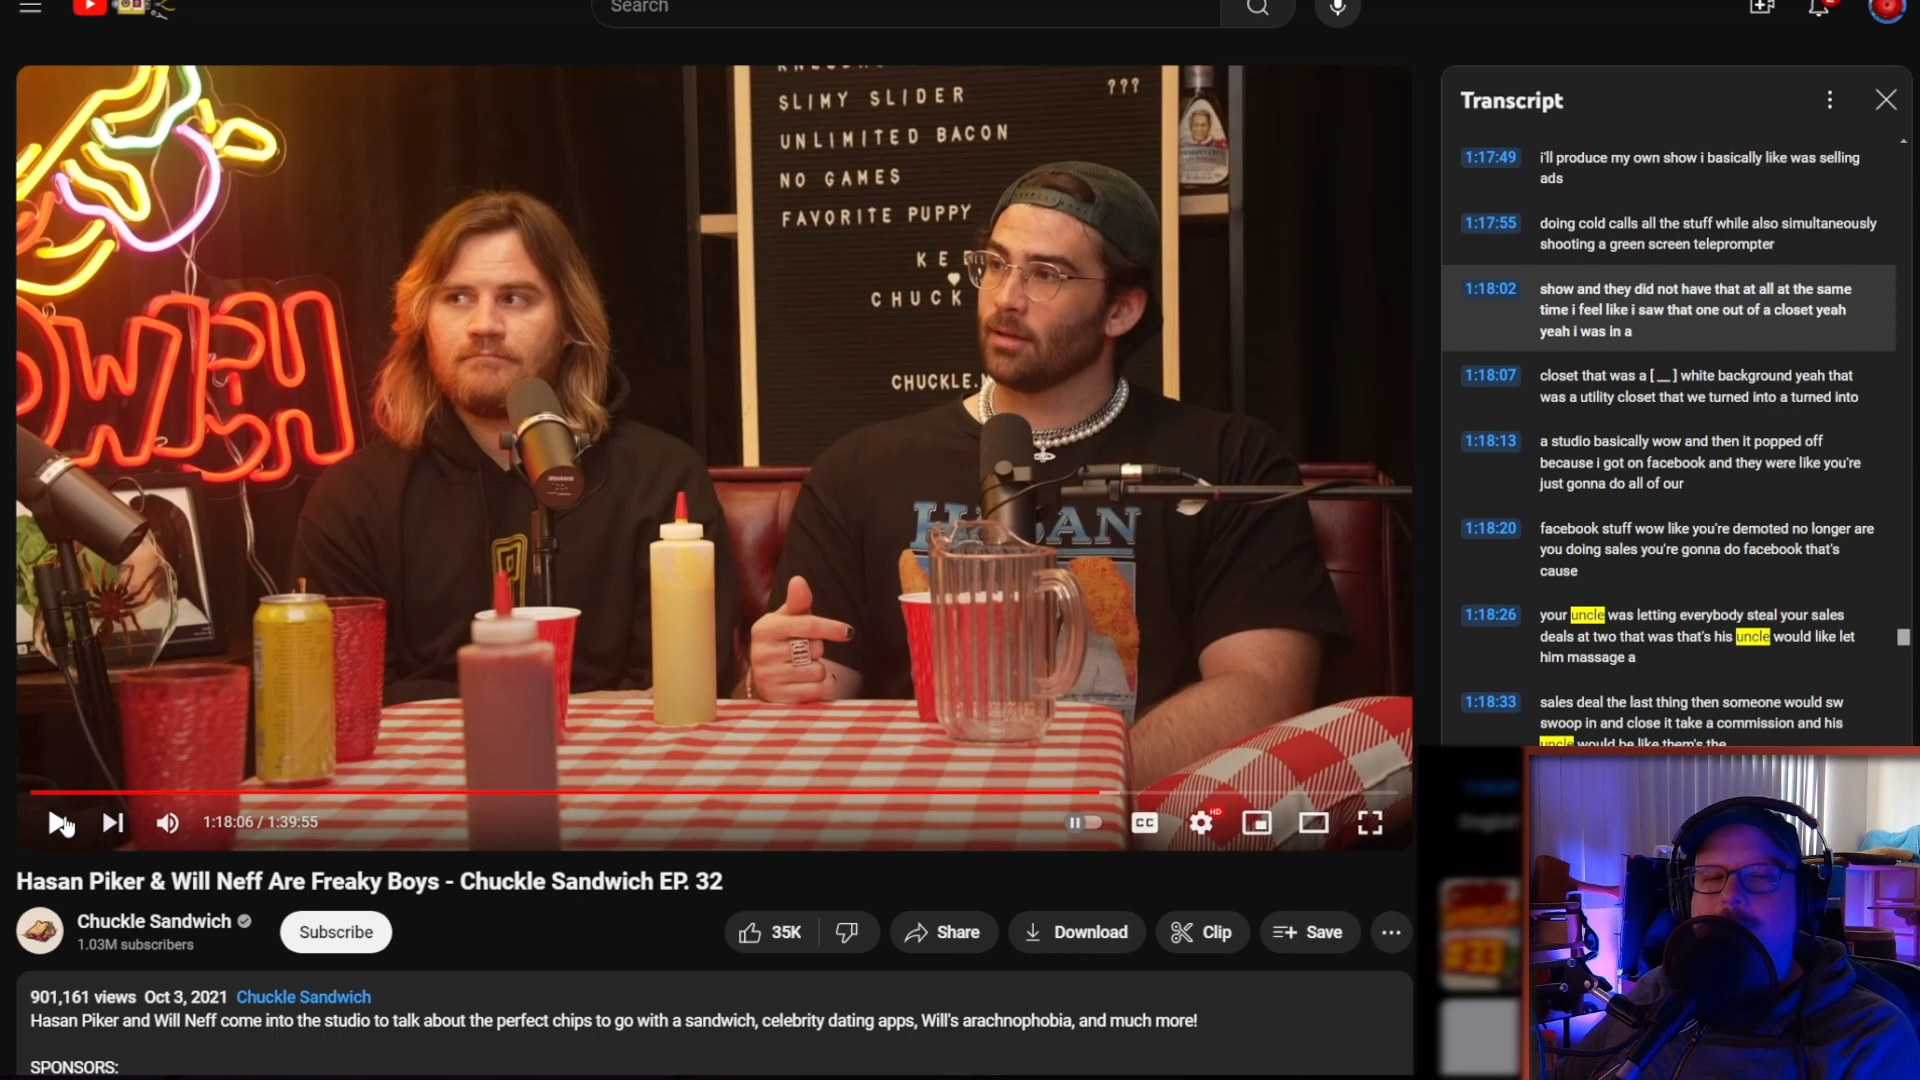 Search
SLIMY SLIDER
???
UNLIMITED BACON
NO GAMES
FAVORITE PUPPY
CHUCK
CHUCKLE.
1:18:06 / 1:39:55
CC
HD
Hasan Piker & Will Neff Are Freaky Boys - Chuckle Sandwich EP. 32
Chuckle Sandwich
1.03M subscribers
Subscribe
35K
Share
Download
Clip
Save
901,161 views Oct 3, 2021 Chuckle Sandwich
Hasan Piker and Will Neff come into the studio to talk about the perfect chips to go with a sandwich, celebrity dating apps, Will's arachnophobia, and much more!
SPONSORS:
Transcript
1:17:49 i'll produce my own show i basically like was selling
ads
1:17:55 doing cold calls all the stuff while also simultaneously
shooting a green screen teleprompter
1:18:02 show and they did not have that at all at the same
time i feel like i saw that one out of a closet yeah
yeah i was in a
1:18:07 closet that was a [ __ ] white background yeah that
was a utility closet that we turned into a turned into
1:18:13 a studio basically wow and then it popped off
because i got on facebook and they were like you're
just gonna do all of our
1:18:20 facebook stuff wow like you're demoted no longer are
you doing sales you're gonna do facebook that's
cause
1:18:26 your uncle was letting everybody steal your sales
deals at two that was that's his uncle would like let
him massage a
1:18:33 sales deal the last thing then someone would sw
swoop in and close it take a commission and his
uncle would be like them's the